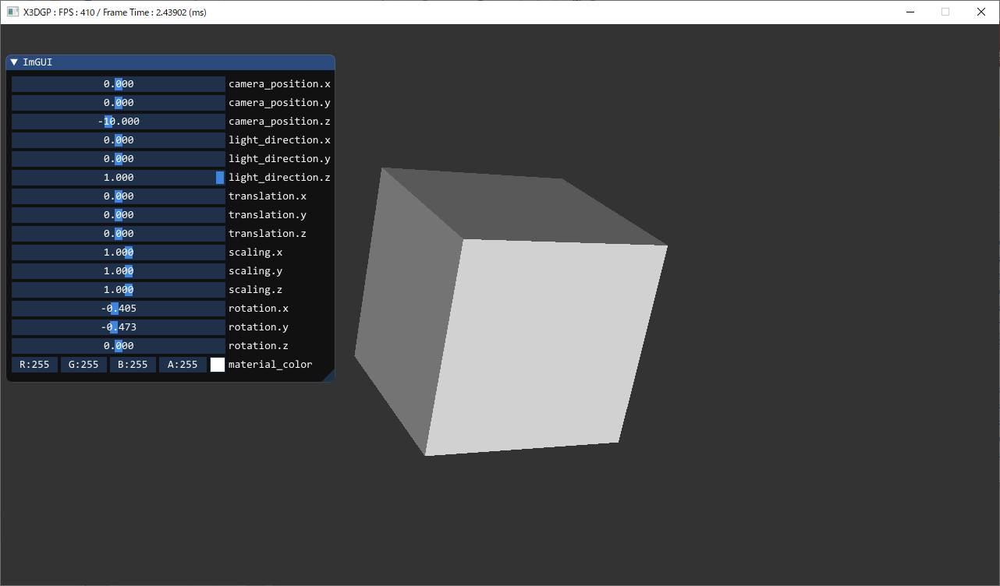 X3DGP : FPS : 410 / Frame Time : 2.43902 (ms)
ImGUI
0.000 camera_position.x
0.000 camera_position.y
-10.000 camera_position.z
0.000 light_direction.x
0.000 light_direction.y
1.000 light_direction.z
0.000 translation.x
0.000 translation.y
0.000 translation.z
1.000 scaling.x
1.000 scaling.y
1.000 scaling.z
-0.405 rotation.x
-0.473 rotation.y
0.000 rotation.z
R:255 G:255 B:255 A:255 material_color